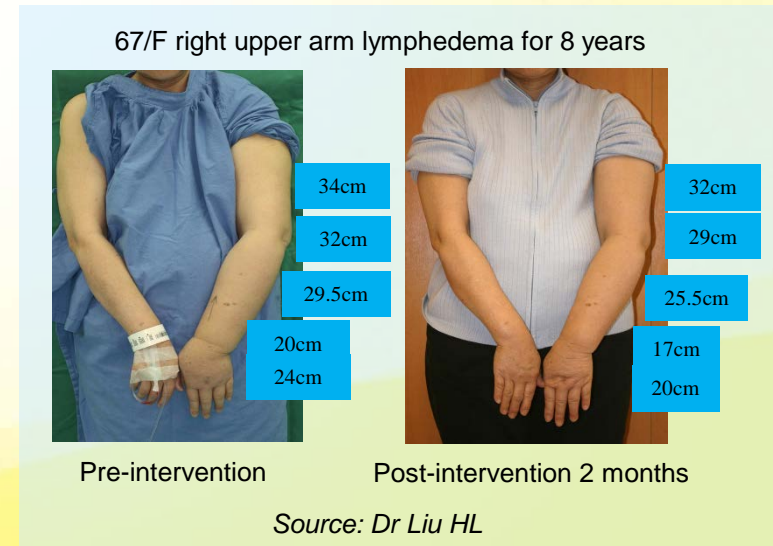 67/F right upper arm lymphedema for 8 years
34cm
32cm
29.5cm
20cm
24cm
32cm
29cm
25.5cm
17cm
20cm
Pre-intervention
Post-intervention 2 months
Source: Dr Liu HL